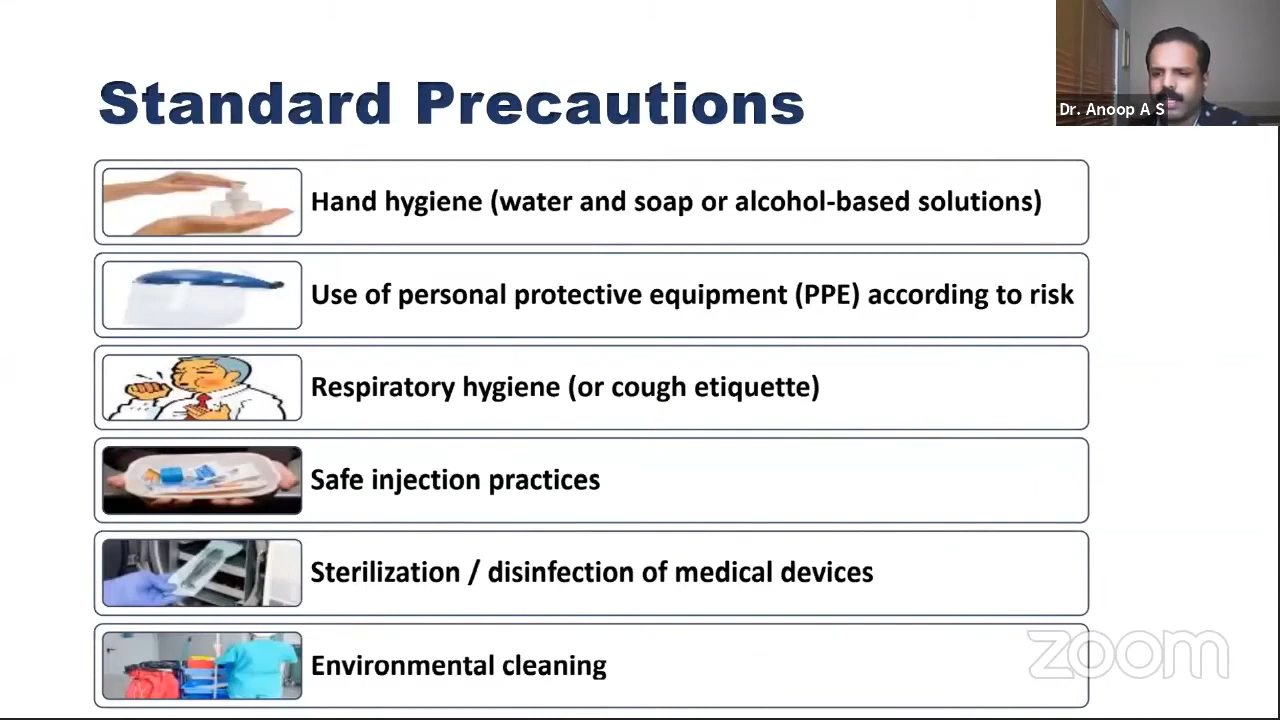 Standard Precautions
Dr. Anoop A S
Hand hygiene (water and soap or alcohol-based solutions)
Use of personal protective equipment (PPE) according to risk
Respiratory hygiene (or cough etiquette)
Safe injection practices
Sterilization / disinfection of medical devices
Environmental cleaning
zoom